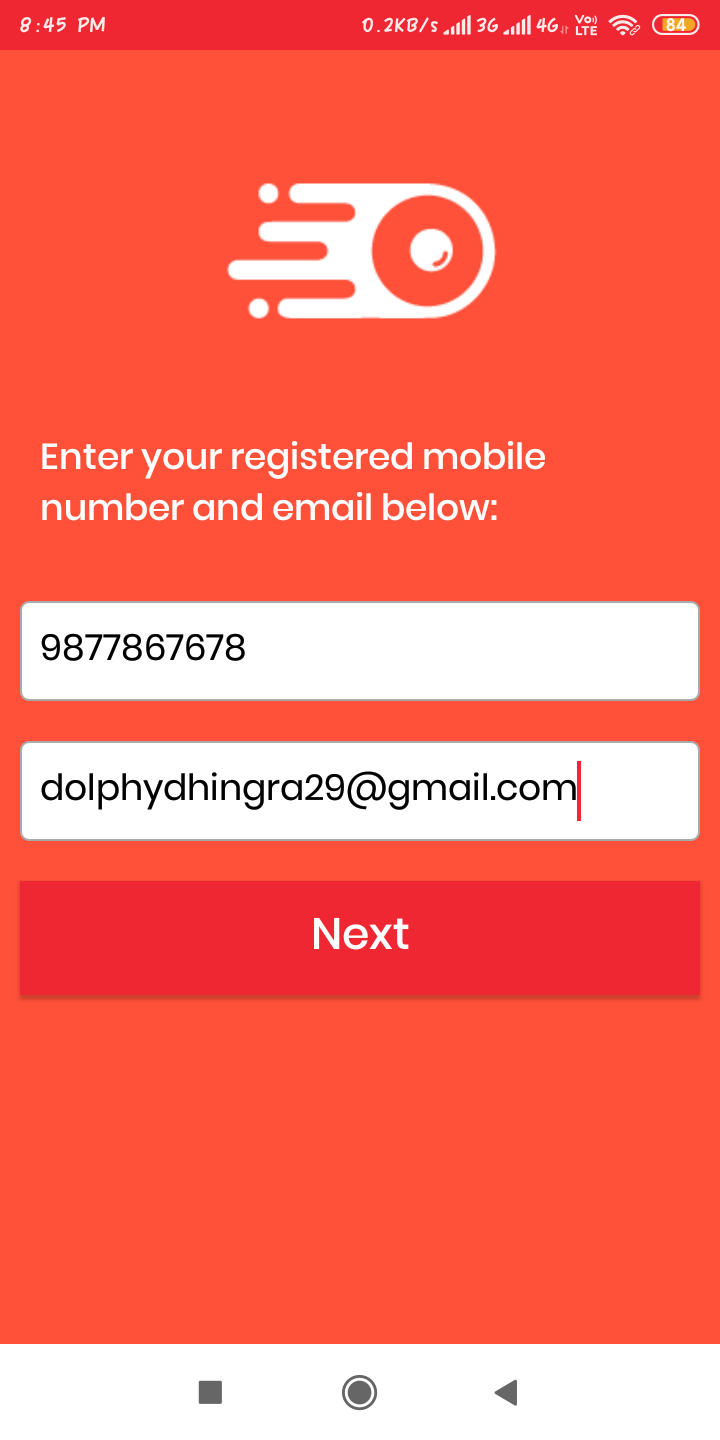 8:45 PM 0.2KB/s 3G 4G Vo) LTE 84
Enter your registered mobile
number and email below:
9877867678
dolphydhingra29@gmail.com
Next